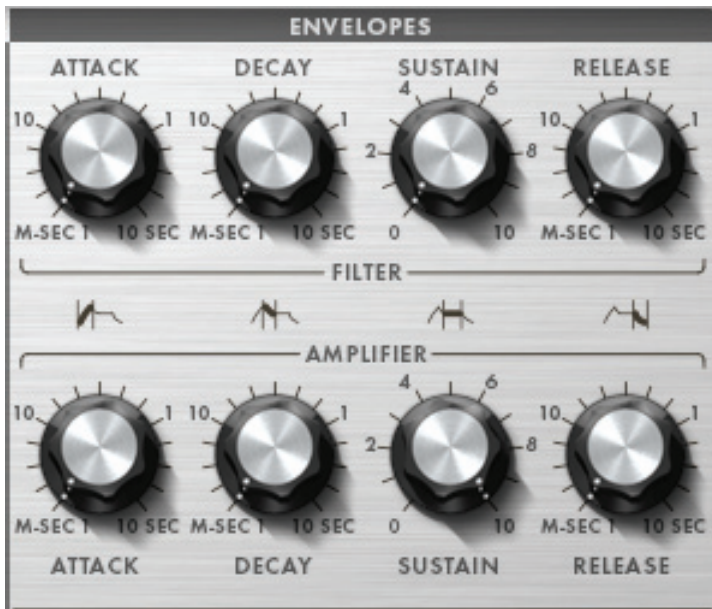 ENVELOPES
ATTACK DECAY SUSTAIN RELEASE
4 6
10 1 10 1 10 1
2 8
M-SEC 1 10 SEC M-SEC 1 10 SEC 0 10 M-SEC 1 10 SEC
FILTER
AMPLIFIER
4 6
10 1 10 1 10 1
2 8
M-SEC 1 10 SEC M-SEC 1 10 SEC 0 10 M-SEC 1 10 SEC
ATTACK DECAY SUSTAIN RELEASE